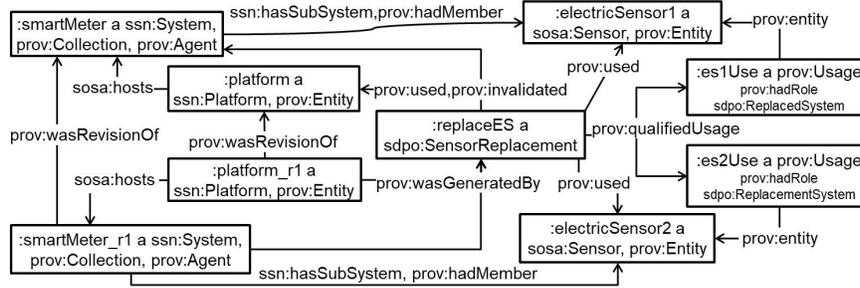 ssn:hasSubSystem,prov:hadMember
:smartMeter a ssn:System,
prov:Collection, prov:Agent
:electricSensor1 a
sosa:Sensor, prov:Entity
prov:entity
sosa:hosts
:platform a
ssn:Platform, prov:Entity
prov:used,prov:invalidated
prov:used
:es1Use a prov:Usage
prov:hadRole
sdpo:ReplacedSystem
prov:wasRevisionOf
prov:wasRevisionOf
:replaceES a
sdpo:SensorReplacement
prov:qualifiedUsage
sosa:hosts
:platform_r1 a
ssn:Platform, prov:Entity
prov:wasGeneratedBy
prov:used
:es2Use a prov:Usage
prov:hadRole
sdpo:ReplacementSystem
:smartMeter_r1 a ssn:System,
prov:Collection, prov:Agent
:electricSensor2 a
sosa:Sensor, prov:Entity
prov:entity
ssn:hasSubSystem, prov:hadMember